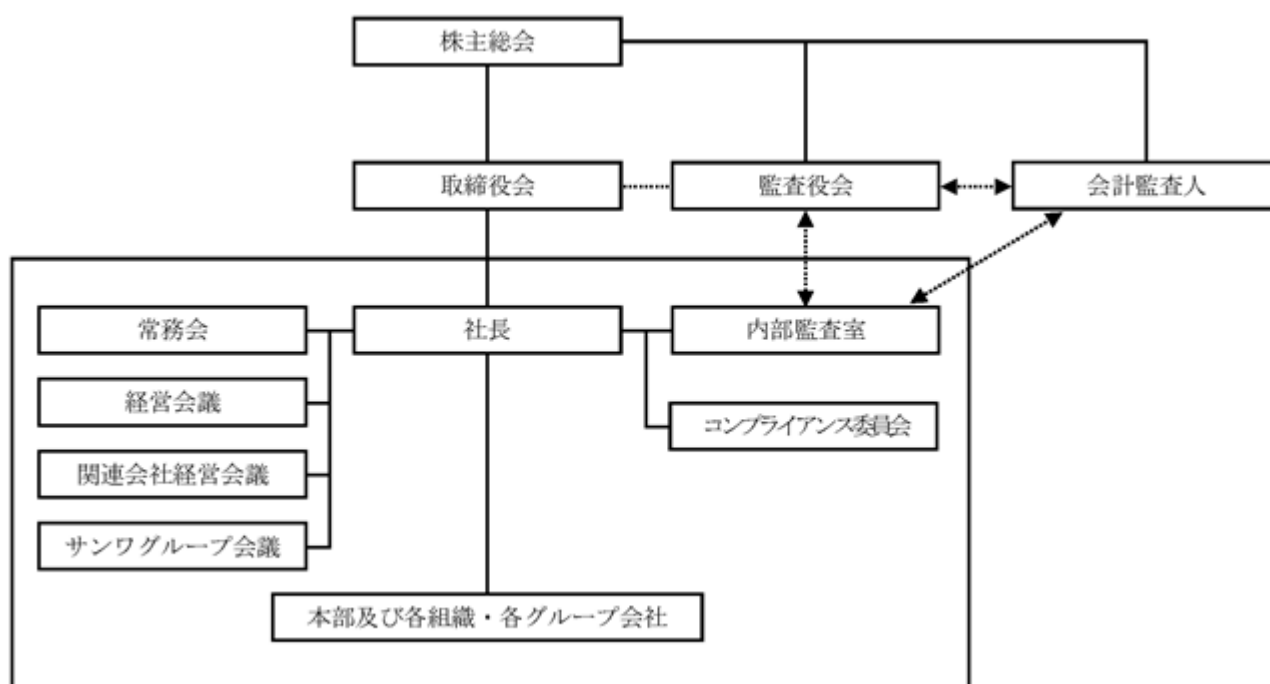 株主総会
取締役会
監査役会
会計監査人
常務会
社長
内部監査室
経営会議
コンプライアンス委員会
関連会社経営会議
サンワグループ会議
本部及び各組織・各グループ会社